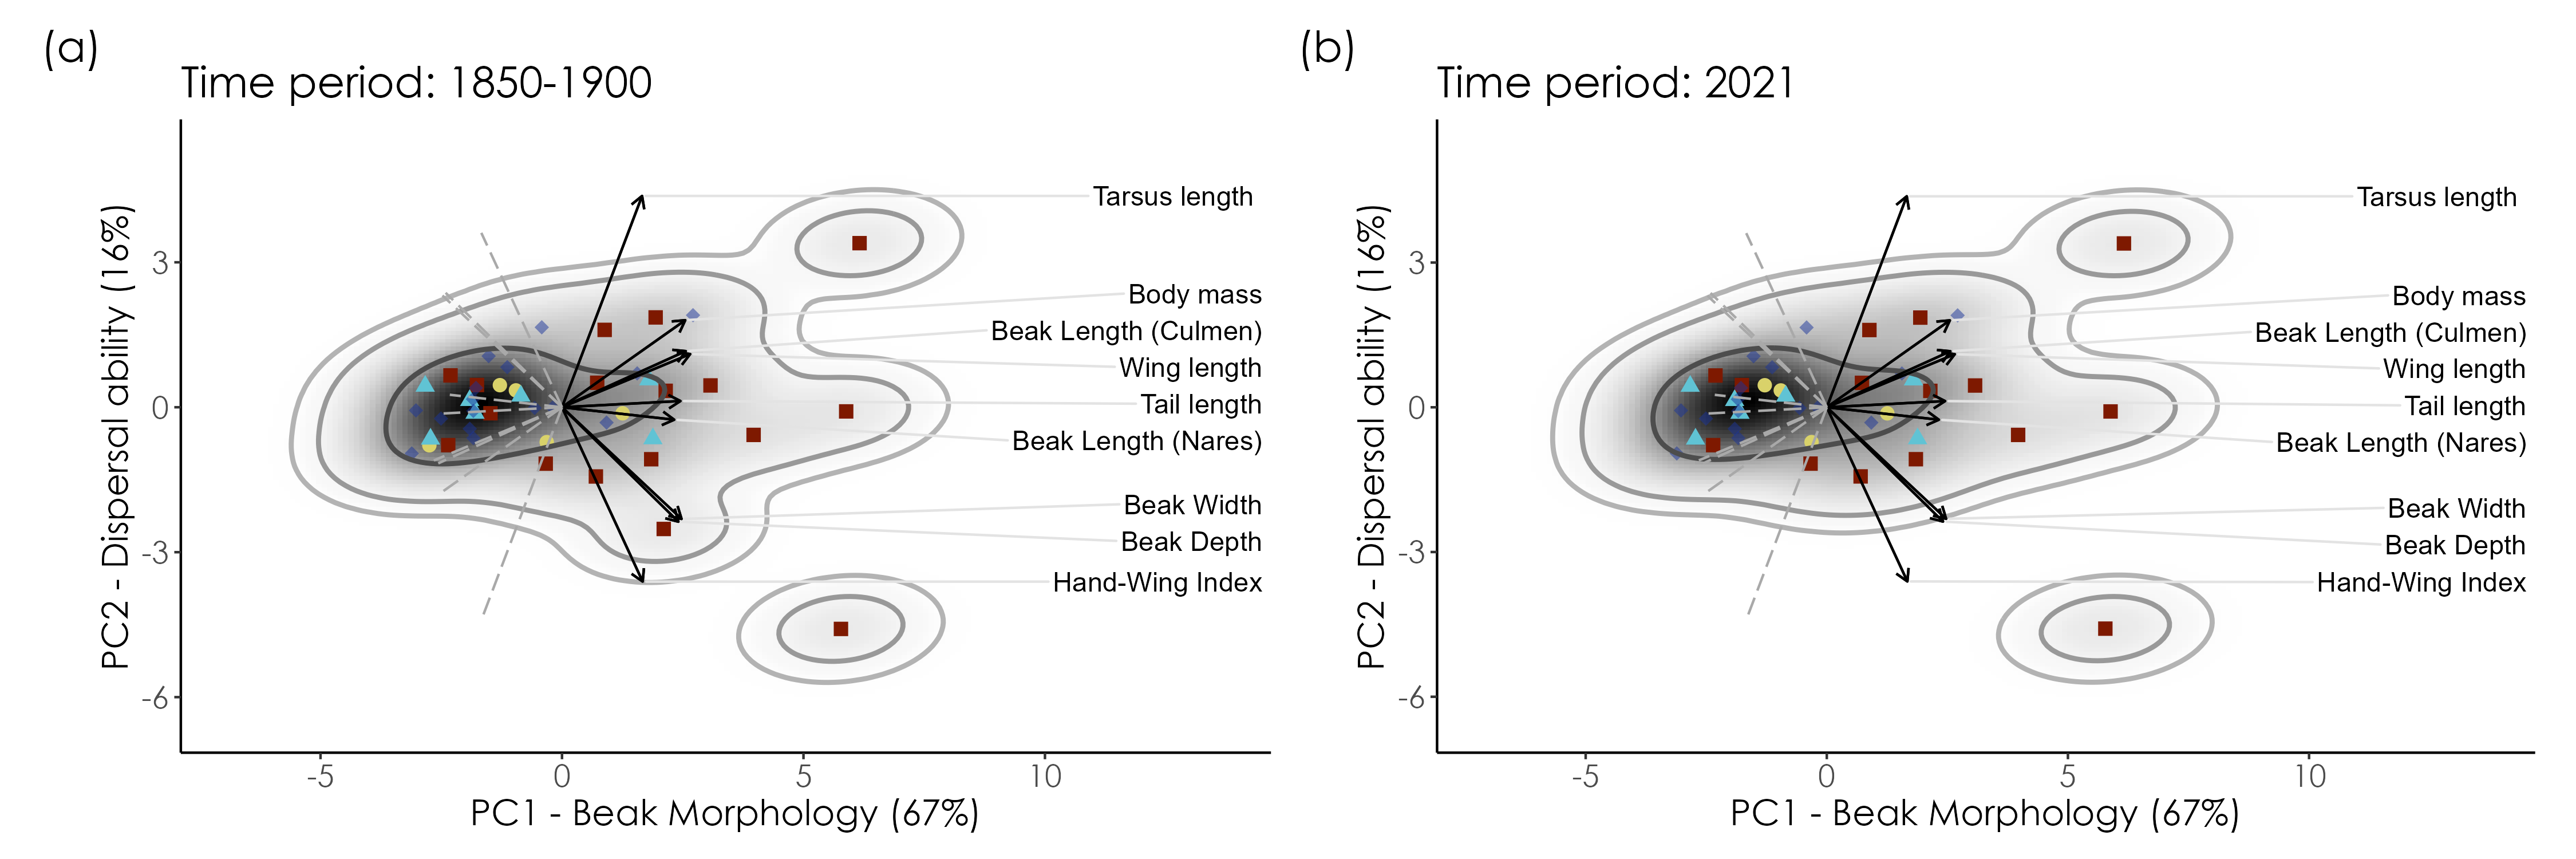 (a)
Time period: 1850-1900
PC2 - Dispersal ability (16%)
3
0
-3
-6
Tarsus length
Body mass
Beak Length (Culmen)
Wing length
Tail length
Beak Length (Nares)
Beak Width
Beak Depth
Hand-Wing Index
-5
0
5
10
PC1 - Beak Morphology (67%)
(b)
Time period: 2021
PC2 - Dispersal ability (16%)
3
0
-3
-6
Tarsus length
Body mass
Beak Length (Culmen)
Wing length
Tail length
Beak Length (Nares)
Beak Width
Beak Depth
Hand-Wing Index
-5
0
5
10
PC1 - Beak Morphology (67%)